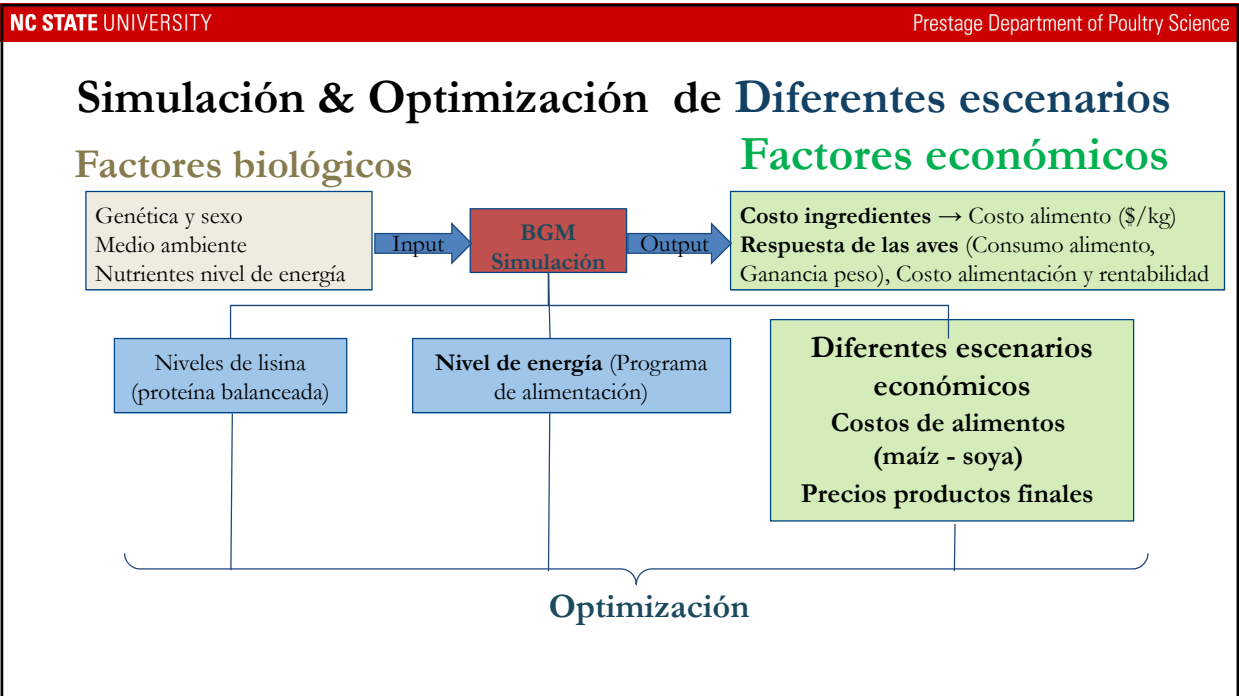 NC STATE UNIVERSITY
Prestage Department of Poultry Science
Simulación & Optimización de Diferentes escenarios
Factores biológicos
Factores económicos
Genética y sexo
Medio ambiente
Nutrientes nivel de energía
Input
BGM
Simulación
Output
Costo ingredientes → Costo alimento ($/kg)
Respuesta de las aves (Consumo alimento,
Ganancia peso), Costo alimentación y rentabilidad
Niveles de lisina
(proteína balanceada)
Nivel de energía (Programa
de alimentación)
Diferentes escenarios
económicos
Costos de alimentos
(maíz - soya)
Precios productos finales
Optimización